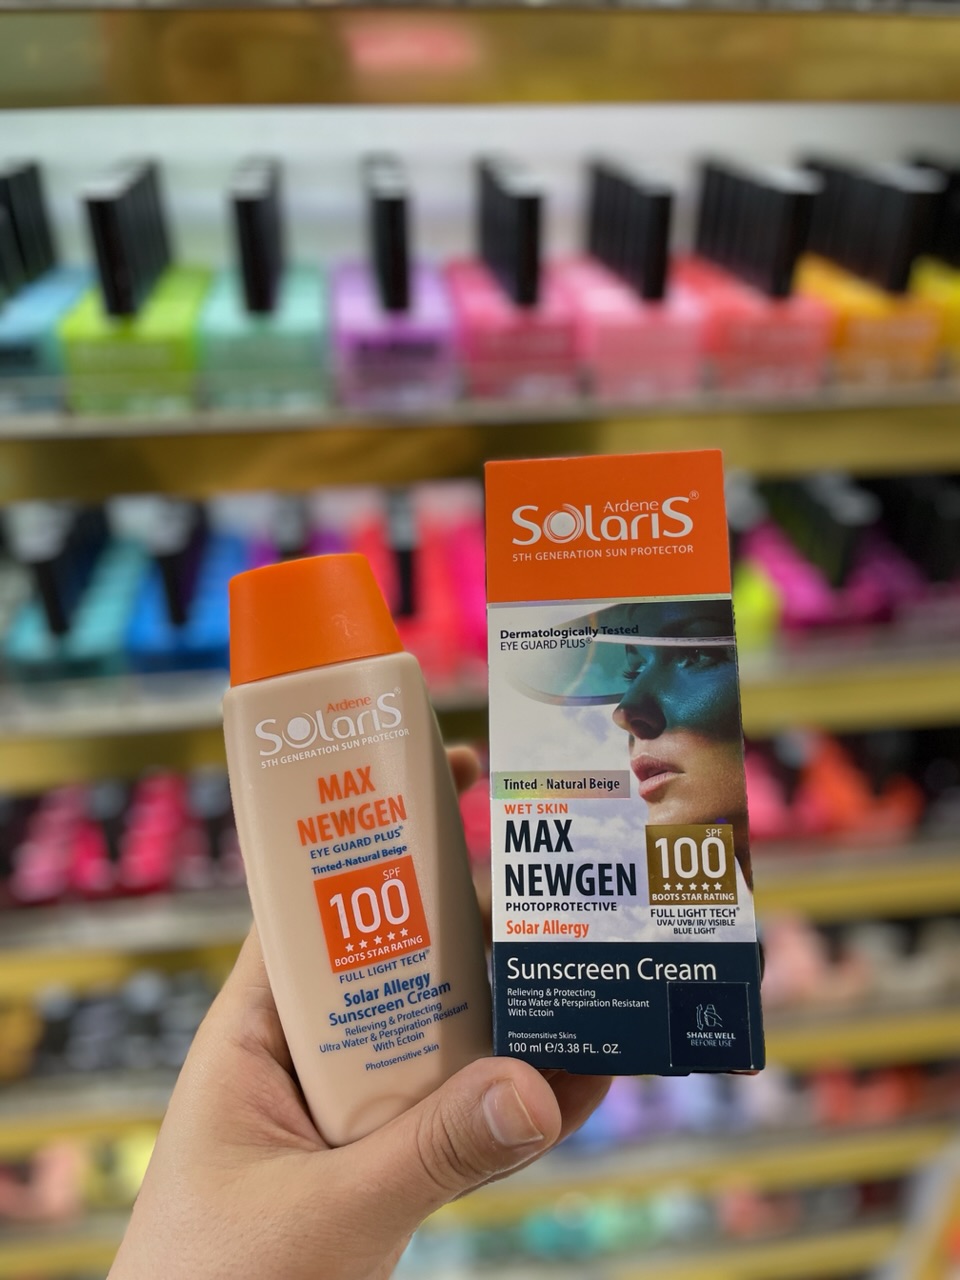 Ardene
SolariS®
5TH GENERATION SUN PROTECTOR
MAX
NEWGEN
EYE GUARD PLUS®
Tinted-Natural Beige
SPF
100
★★★★★
BOOTS STAR RATING
FULL LIGHT TECH®
Solar Allergy
Sunscreen Cream
Relieving & Protecting
Ultra Water & Perspiration Resistant
With Ectoin
Photosensitive Skin
Ardene
SolariS®
5TH GENERATION SUN PROTECTOR
Dermatologically Tested
EYE GUARD PLUS®
Tinted - Natural Beige
WET SKIN
MAX
NEWGEN
PHOTOPROTECTIVE
Solar Allergy
SPF
100
★★★★★
BOOTS STAR RATING
FULL LIGHT TECH®
UVA/ UVB/ IR/ VISIBLE
BLUE LIGHT
Sunscreen Cream
Relieving & Protecting
Ultra Water & Perspiration Resistant
With Ectoin
Photosensitive Skins
100 ml ℮/3.38 FL. OZ.
SHAKE WELL
BEFORE USE